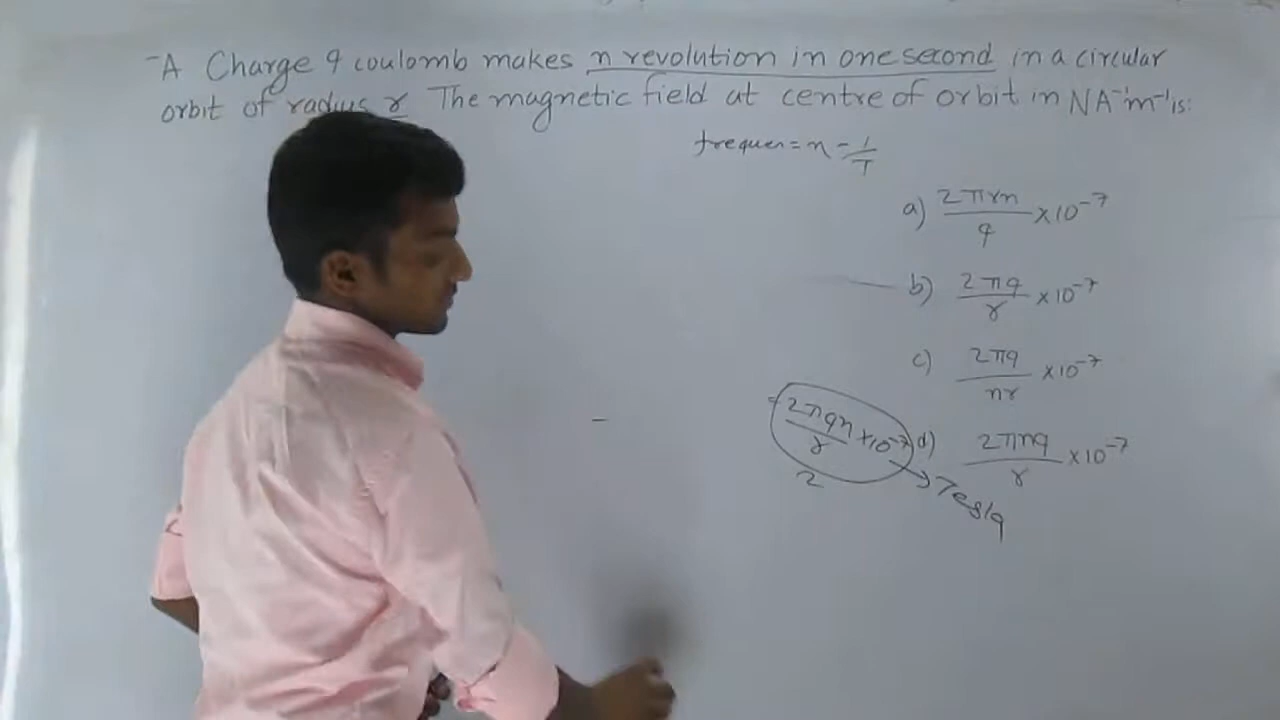 A Charge q coulomb makes n revolution in one second in a circular
orbit of radius r The magnetic field at centre of orbit in NA⁻¹m⁻¹ is:
frequen = n = 1/T
a) 2πrn/q ×10⁻⁷
b) 2πq/r ×10⁻⁷
c) 2πq/nr ×10⁻⁷
= 2πqn/r ×10⁻⁷
d) 2πnq/r ×10⁻⁷
2
Tesla